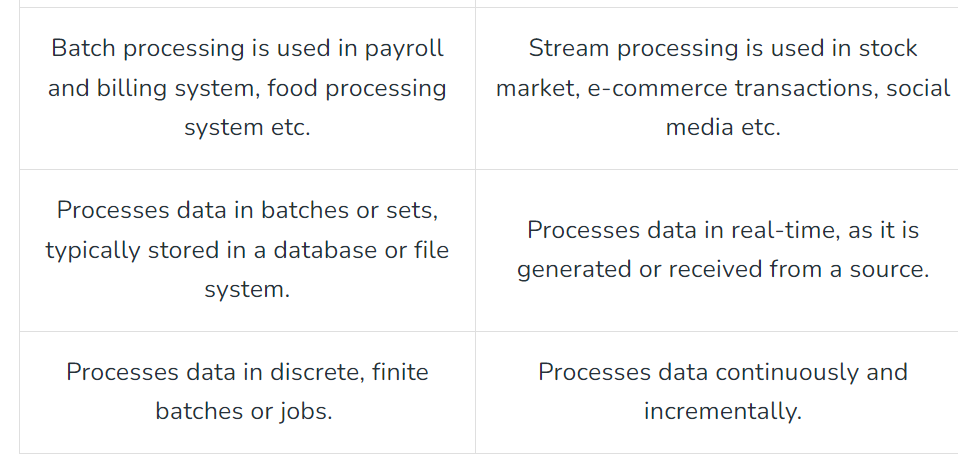 Batch processing is used in payroll
and billing system, food processing
system etc.
Stream processing is used in stock
market, e-commerce transactions, social
media etc.
Processes data in batches or sets,
typically stored in a database or file
system.
Processes data in real-time, as it is
generated or received from a source.
Processes data in discrete, finite
batches or jobs.
Processes data continuously and
incrementally.